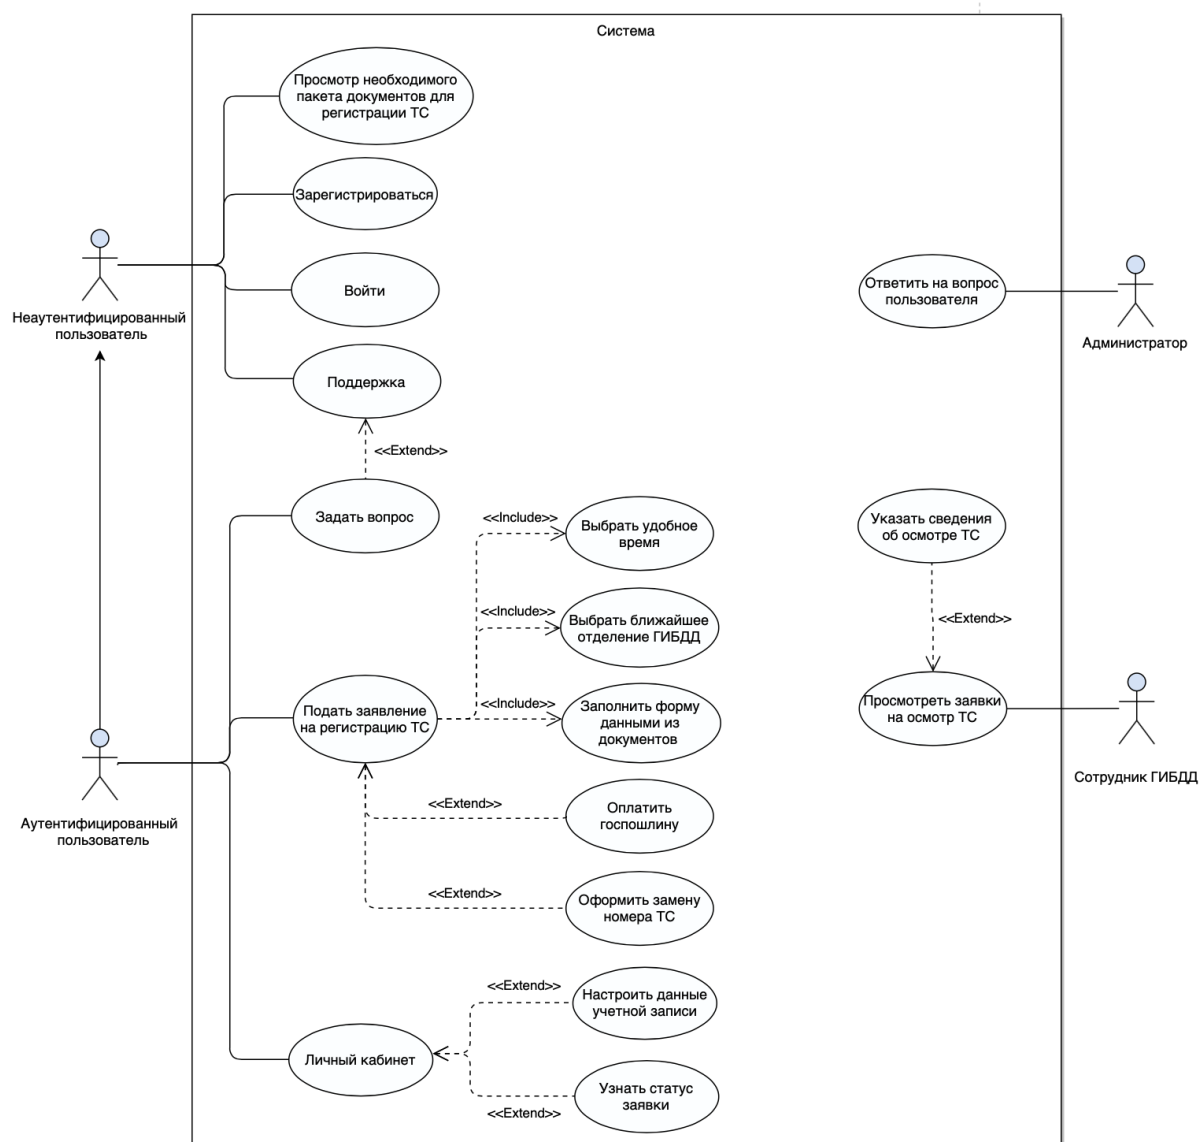 Система
Просмотр необходимого
пакета документов для
регистрации ТС
Зарегистрироваться
Войти
Поддержка
Неаутентифицированный
пользователь
Ответить на вопрос
пользователя
Администратор
<<Extend>>
Задать вопрос
<<Include>>
Выбрать удобное
время
<<Include>>
Выбрать ближайшее
отделение ГИБДД
Подать заявление
на регистрацию ТС
<<Include>>
Заполнить форму
данными из
документов
<<Extend>>
Оплатить
госпошлину
<<Extend>>
Оформить замену
номера ТС
Аутентифицированный
пользователь
Указать сведения
об осмотре ТС
<<Extend>>
Просмотреть заявки
на осмотр ТС
Сотрудник ГИБДД
<<Extend>>
Настроить данные
учетной записи
Личный кабинет
Узнать статус
заявки
<<Extend>>